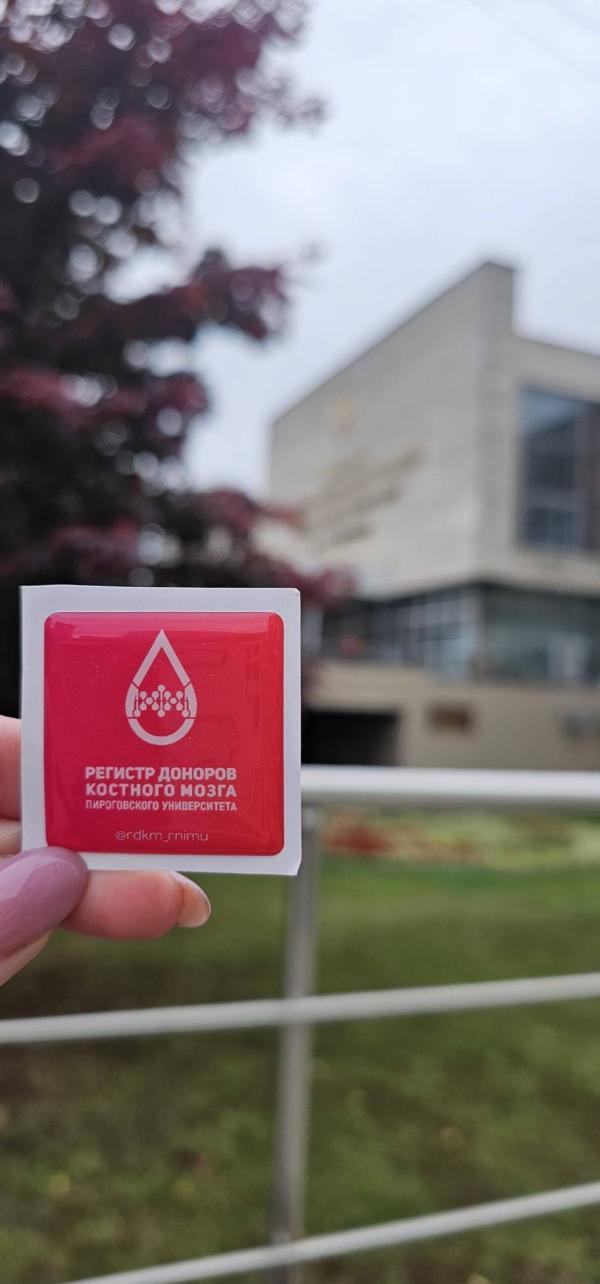 РЕГИСТР ДОНОРОВ
КОСТНОГО МОЗГА
ПИРОГОВСКОГО УНИВЕРСИТЕТА
@rdkm_rnimu